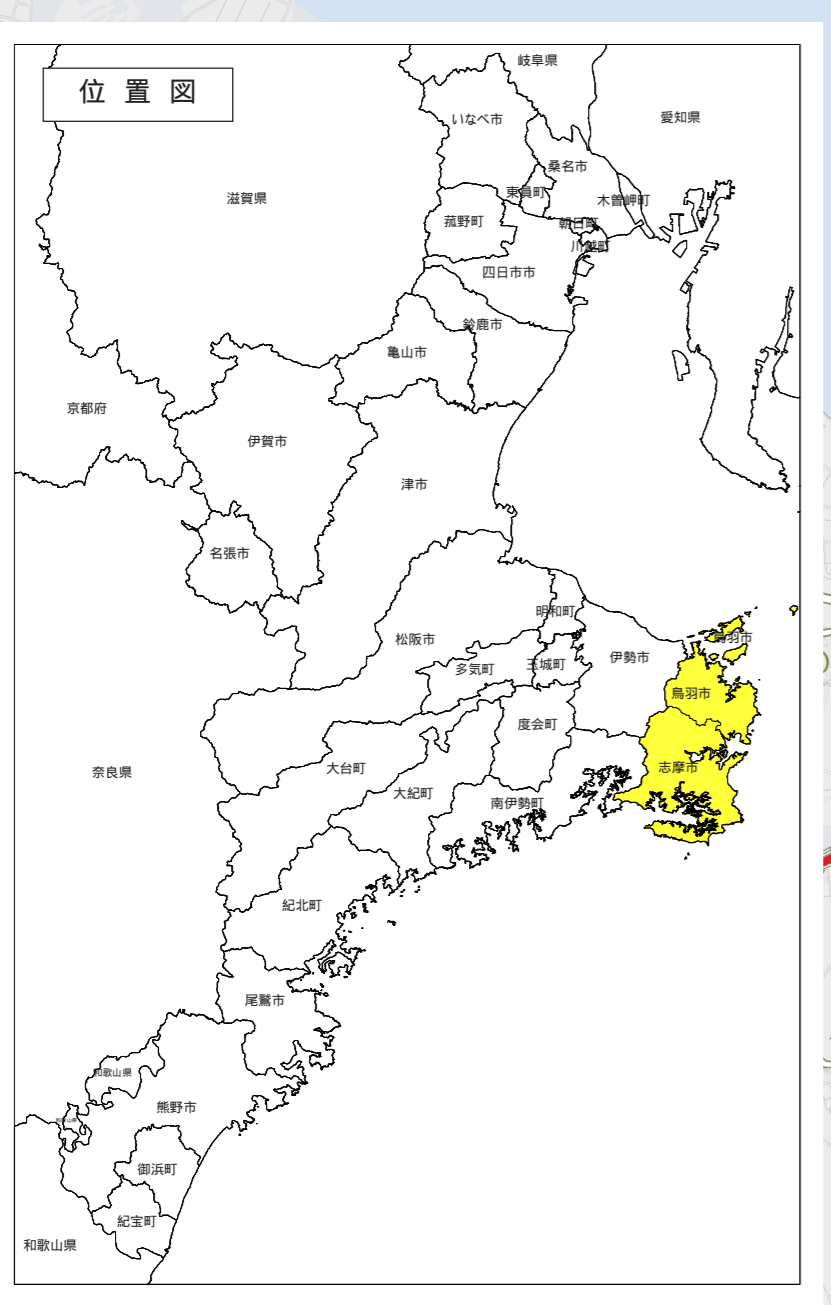 位置図
岐阜県
いなべ市
愛知県
桑名市
東員町
木曽岬町
滋賀県
菰野町
朝日町
川越町
四日市市
鈴鹿市
亀山市
京都府
伊賀市
津市
名張市
明和町
鳥羽市
松阪市
伊勢市
多気町
玉城町
鳥羽市
度会町
奈良県
大台町
志摩市
大紀町
南伊勢町
紀北町
尾鷲市
和歌山県
熊野市
和歌山県
御浜町
紀宝町
和歌山県